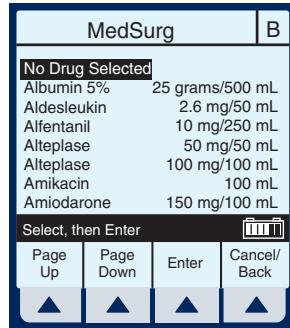 MedSurg B
No Drug Selected
Albumin 5% 25 grams/500 mL
Aldesleukin 2.6 mg/50 mL
Alfentanil 10 mg/250 mL
Alteplase 50 mg/50 mL
Alteplase 100 mg/100 mL
Amikacin 100 mL
Amiodarone 150 mg/100 mL
Select, then Enter
Page Up Page Down Enter Cancel/ Back